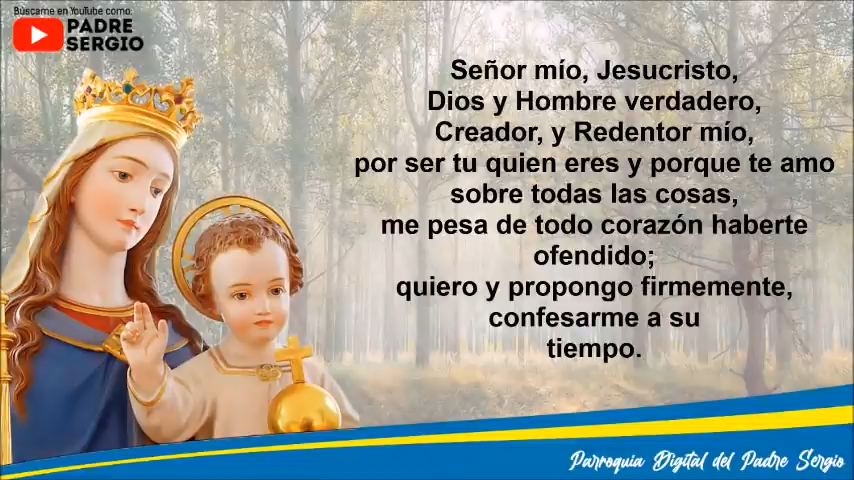 Búscame en YouTube como:
PADRE
SERGIO
Señor mío, Jesucristo,
Dios y Hombre verdadero,
Creador, y Redentor mío,
por ser tu quien eres y porque te amo
sobre todas las cosas,
me pesa de todo corazón haberte
ofendido;
quiero y propongo firmemente,
confesarme a su
tiempo.
Parroquia Digital del Padre Sergio